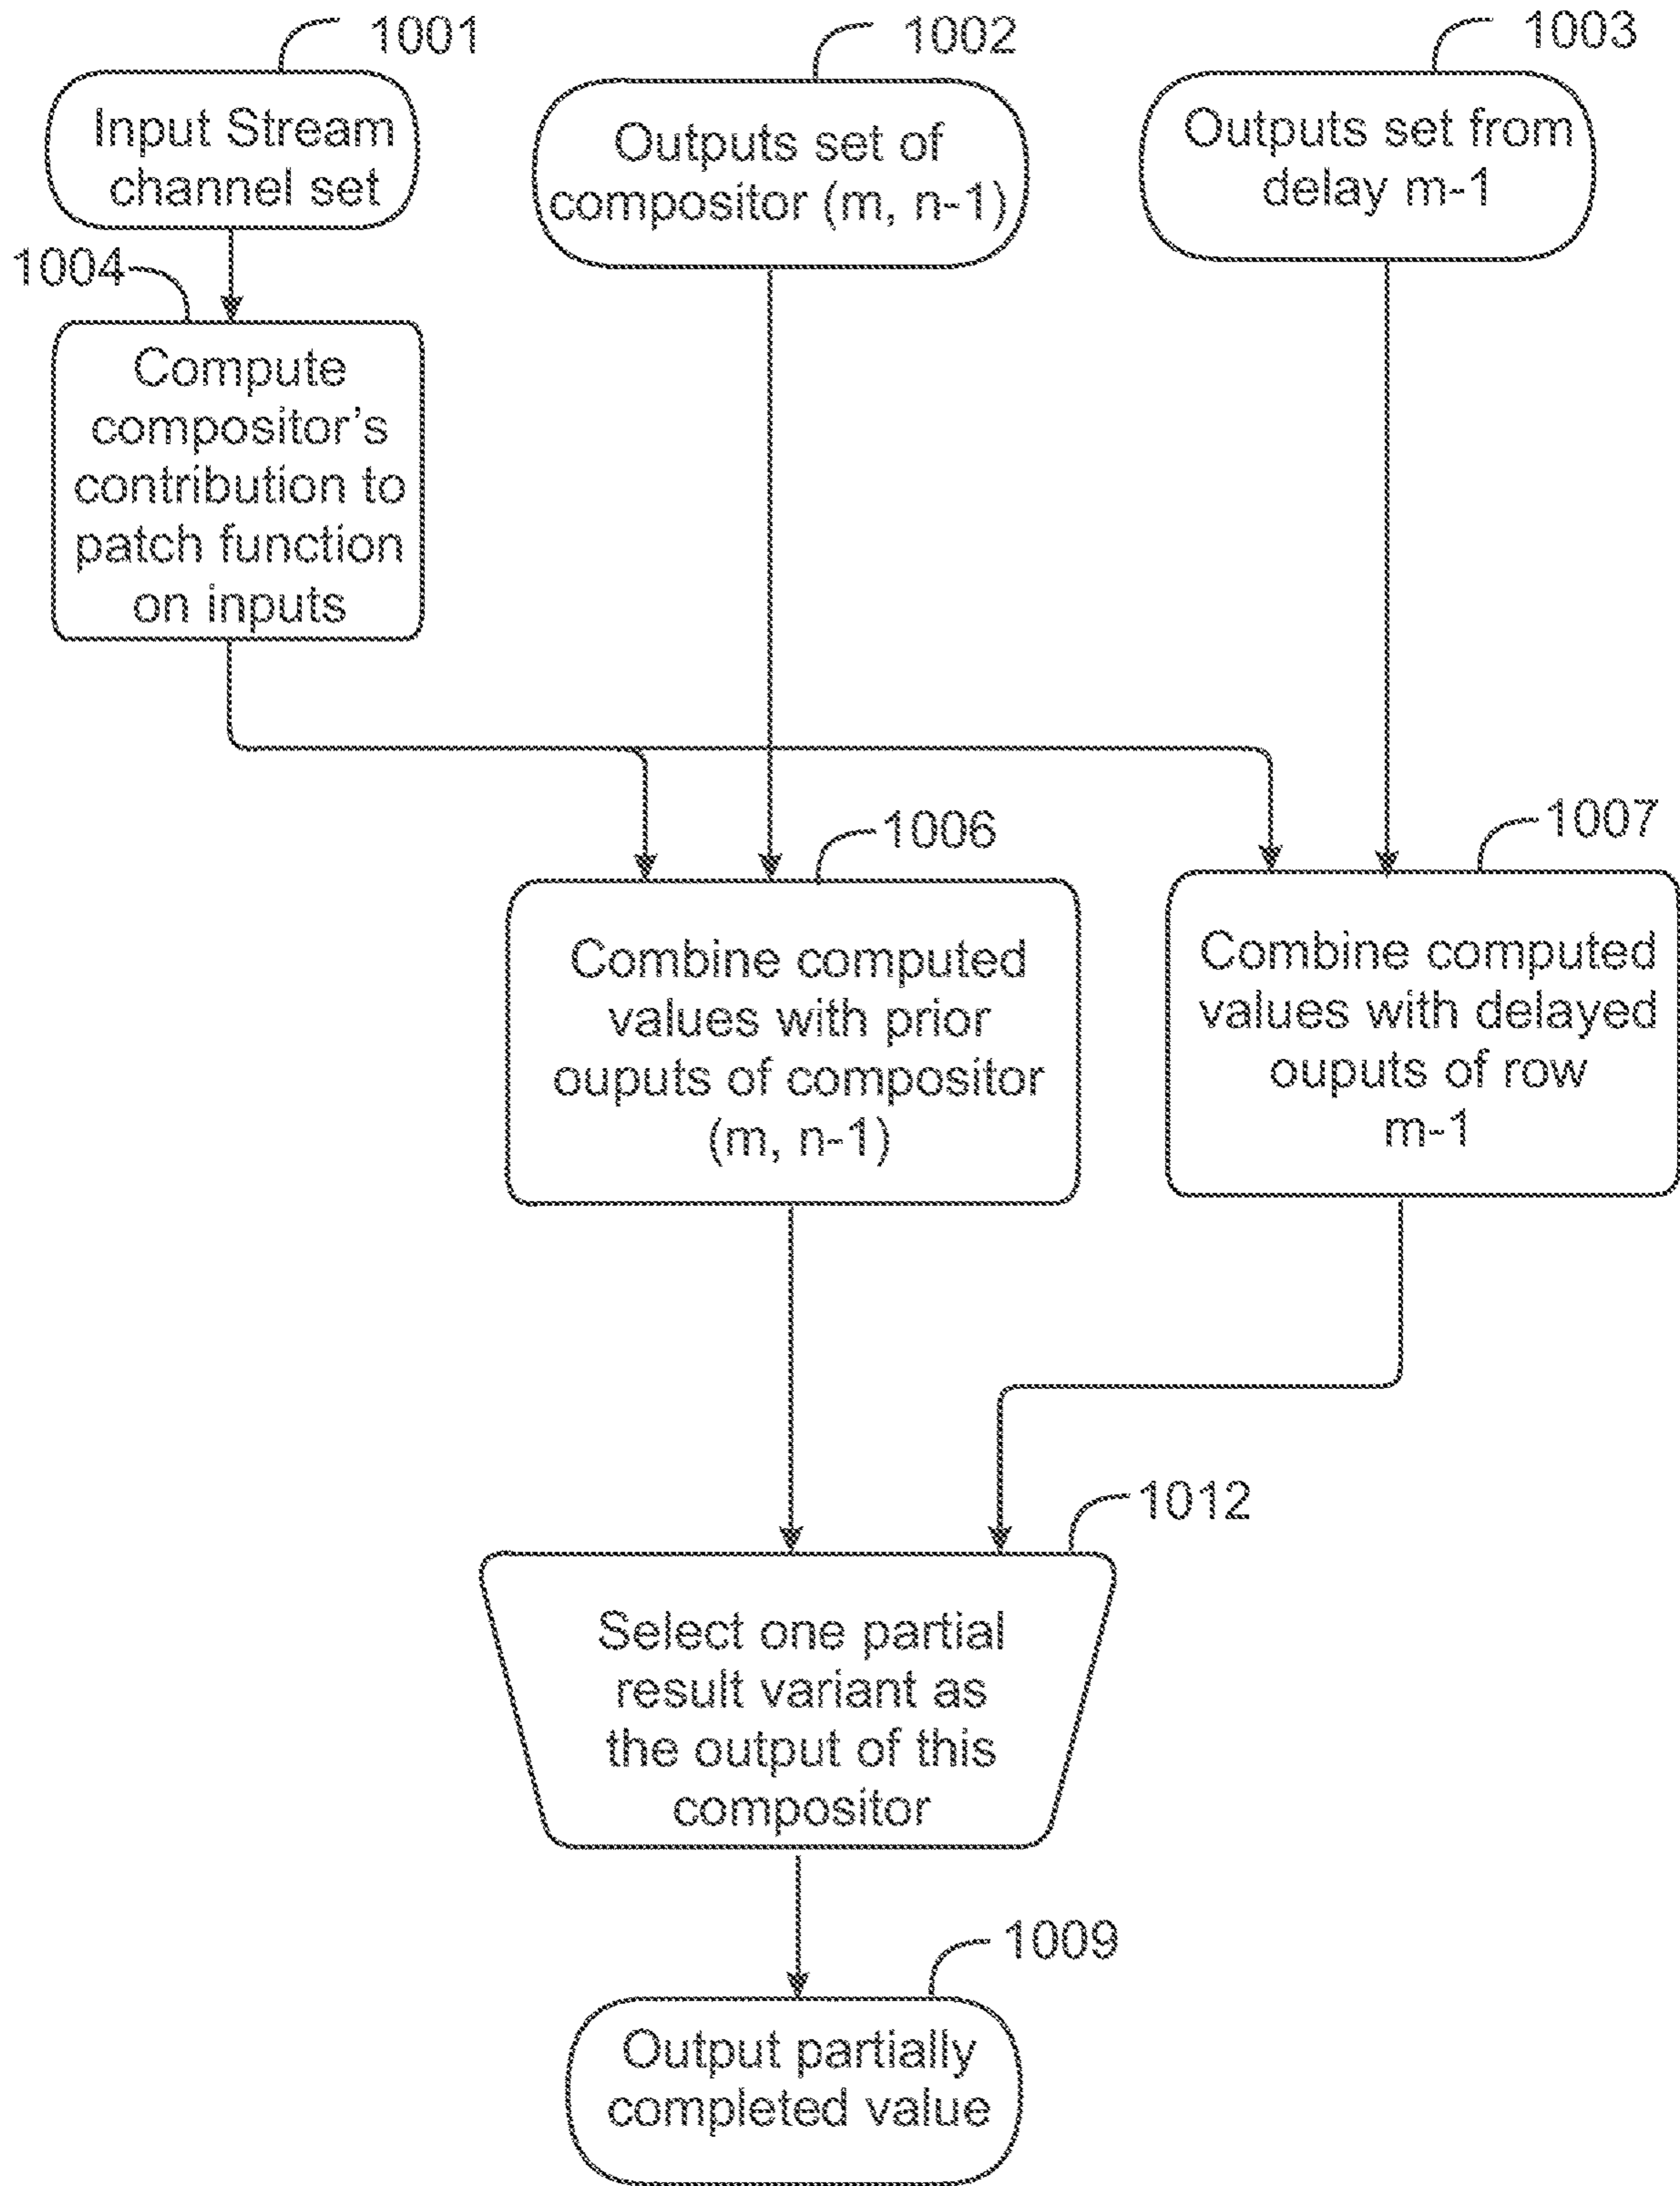 1001
Input Stream
channel set
1002
Outputs set of
compositor (m, n-1)
1003
Outputs set from
delay m-1
1004
Compute
compositor's
contribution to
patch function
on inputs
1006
Combine computed
values with prior
ouputs of compositor
(m, n-1)
1007
Combine computed
values with delayed
ouputs of row
m-1
1012
Select one partial
result variant as
the output of this
compositor
1009
Output partially
completed value